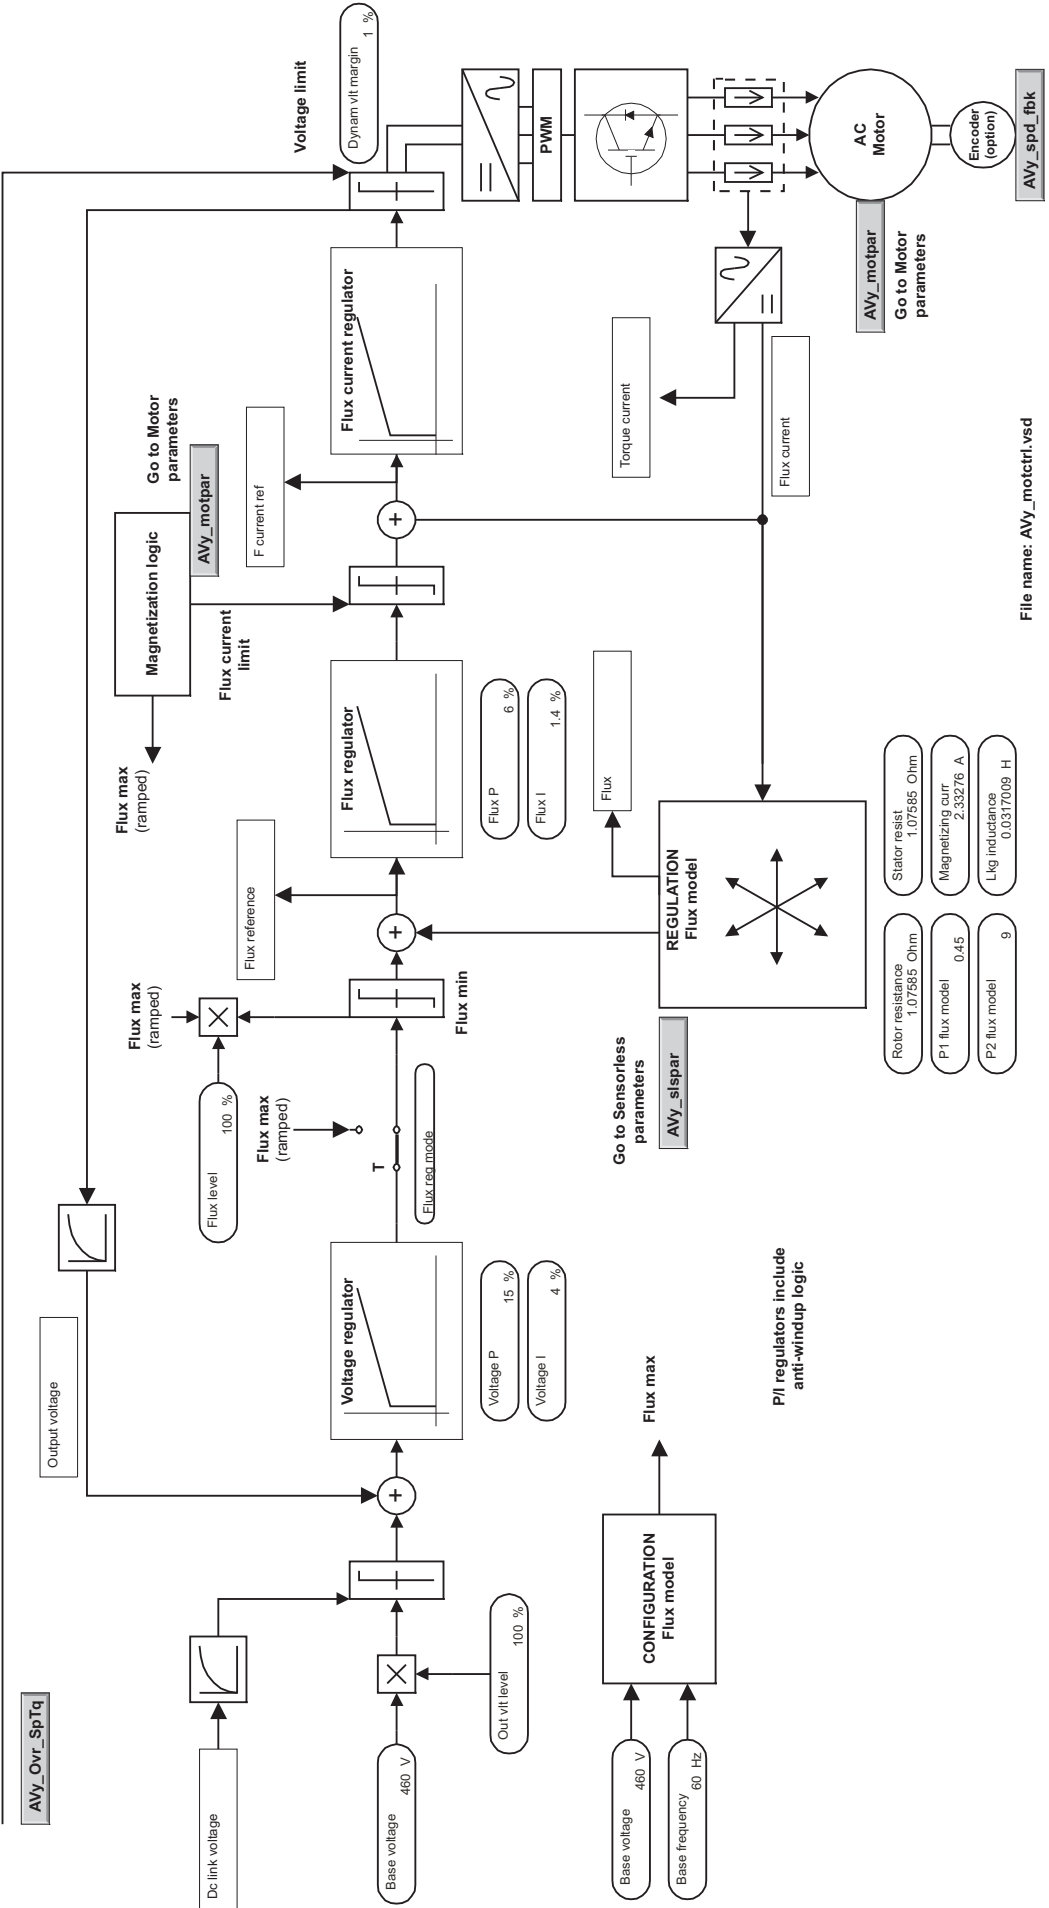 AVy_Ovr_SpTq
Dc link voltage
Base voltage
460 V
Out vlt level
100 %
Output voltage
Voltage regulator
Voltage P
15 %
Voltage I
4 %
T
Flux reg mode
Flux max
(ramped)
Flux level
100 %
Flux max
(ramped)
Flux min
Flux reference
Flux regulator
Flux P
6 %
Flux I
1.4 %
Flux max
(ramped)
Magnetization logic
AVy_motpar
Go to Motor
parameters
Flux current
limit
F current ref
Flux current regulator
Voltage limit
Dynam vlt margin
1 %
PWM
AC
Motor
Encoder
(option)
AVy_spd_fbk
AVy_motpar
Go to Motor
parameters
Torque current
Flux current
Flux
REGULATION
Flux model
Go to Sensorless
parameters
AVy_slspar
Rotor resistance
1.07585 Ohm
P1 flux model
0.45
P2 flux model
9
Stator resist
1.07585 Ohm
Magnetizing curr
2.33276 A
Lkg inductance
0.0317009 H
Base voltage
460 V
Base frequency
60 Hz
CONFIGURATION
Flux model
Flux max
P/I regulators include
anti-windup logic
File name: AVy_motctrl.vsd